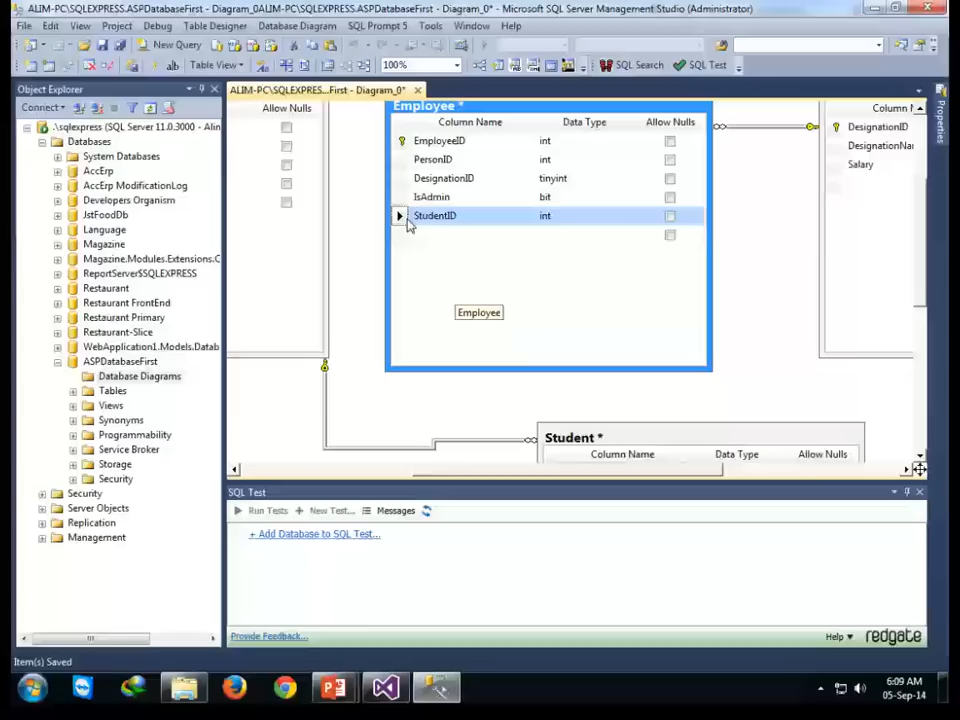 ALIM-PC\SQLEXPRESS.ASPDatabaseFirst - Diagram_0ALIM-PC\SQLEXPRESS.ASPDatabaseFirst - Diagram_0* - Microsoft SQL Server Management Studio (Administrator)
File Edit View Project Debug Table Designer Database Diagram SQL Prompt 5 Tools Window Help
New Query
ab Table View 100% SQL Search SQL Test
Object Explorer
ALIM-PC\SQLEXPRESS...First - Diagram_0*
Properties
Connect
.\sqlexpress (SQL Server 11.0.3000 - Alin
Databases
System Databases
AccErp
AccErp ModificationLog
Developers Organism
JstFoodDb
Language
Magazine
Magazine.Modules.Extensions.C
ReportServer$SQLEXPRESS
Restaurant
Restaurant FrontEnd
Restaurant Primary
Restaurant-Slice
WebApplication1.Models.Datab
ASPDatabaseFirst
Database Diagrams
Tables
Views
Synonyms
Programmability
Service Broker
Storage
Security
Security
Server Objects
Replication
Management
Allow Nulls
Employee *
Column Name Data Type Allow Nulls
EmployeeID int
PersonID int
DesignationID tinyint
IsAdmin bit
StudentID int
Employee
Column N
DesignationID
DesignationNar
Salary
Student *
Column Name Data Type Allow Nulls
SQL Test
Run Tests New Test... Messages
+ Add Database to SQL Test...
Provide Feedback...
Help redgate
Item(s) Saved
6:09 AM
05-Sep-14